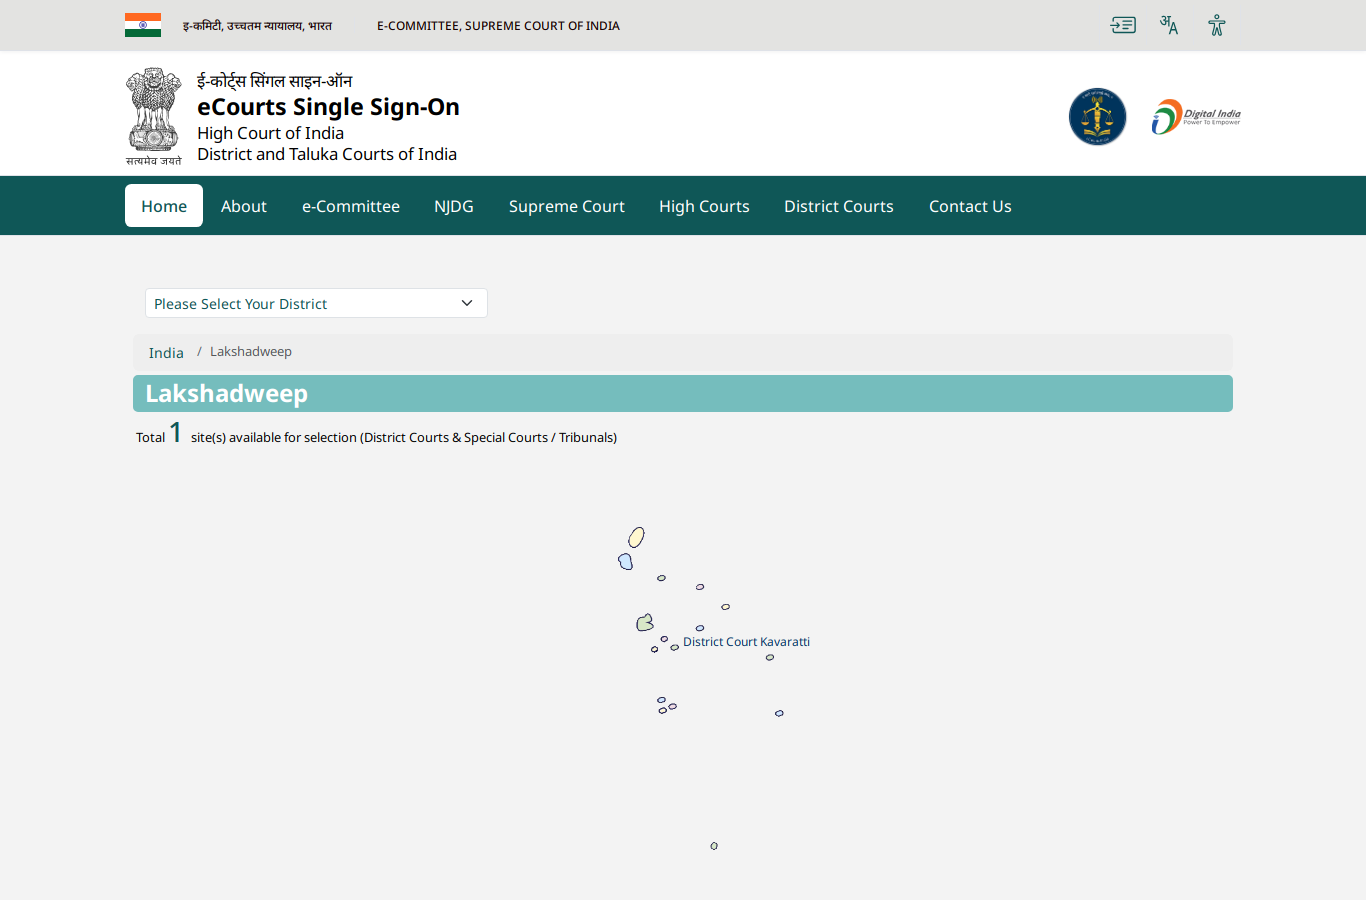 इ-कमिटी, उच्चतम न्यायालय, भारत
E-COMMITTEE, SUPREME COURT OF INDIA
अ
A
सत्यमेव जयते
ई-कोर्ट्स सिंगल साइन-ऑन
eCourts Single Sign-On
High Court of India
District and Taluka Courts of India
Digital India
Power To Empower
Home
About
e-Committee
NJDG
Supreme Court
High Courts
District Courts
Contact Us
Please Select Your District
India / Lakshadweep
Lakshadweep
Total 1 site(s) available for selection (District Courts & Special Courts / Tribunals)
District Court Kavaratti